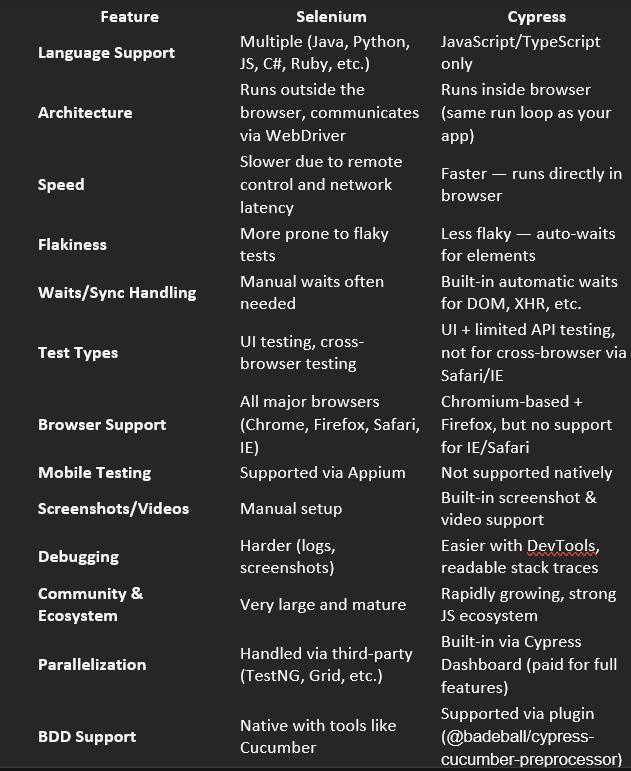 Feature Selenium Cypress
Language Support
Multiple (Java, Python,
JS, C#, Ruby, etc.)
JavaScript/TypeScript
only
Architecture
Runs outside the
browser, communicates
via WebDriver
Runs inside browser
(same run loop as your
app)
Speed
Slower due to remote
control and network
latency
Faster — runs directly in
browser
Flakiness
More prone to flaky
tests
Less flaky — auto-waits
for elements
Waits/Sync Handling
Manual waits often
needed
Built-in automatic waits
for DOM, XHR, etc.
Test Types
UI testing, cross-
browser testing
UI + limited API testing,
not for cross-browser via
Safari/IE
Browser Support
All major browsers
(Chrome, Firefox, Safari,
IE)
Chromium-based +
Firefox, but no support
for IE/Safari
Mobile Testing
Supported via Appium
Not supported natively
Screenshots/Videos
Manual setup
Built-in screenshot &
video support
Debugging
Harder (logs,
screenshots)
Easier with DevTools,
readable stack traces
Community &
Ecosystem
Very large and mature
Rapidly growing, strong
JS ecosystem
Parallelization
Handled via third-party
(TestNG, Grid, etc.)
Built-in via Cypress
Dashboard (paid for full
features)
BDD Support
Native with tools like
Cucumber
Supported via plugin
(@badeball/cypress-
cucumber-preprocessor)